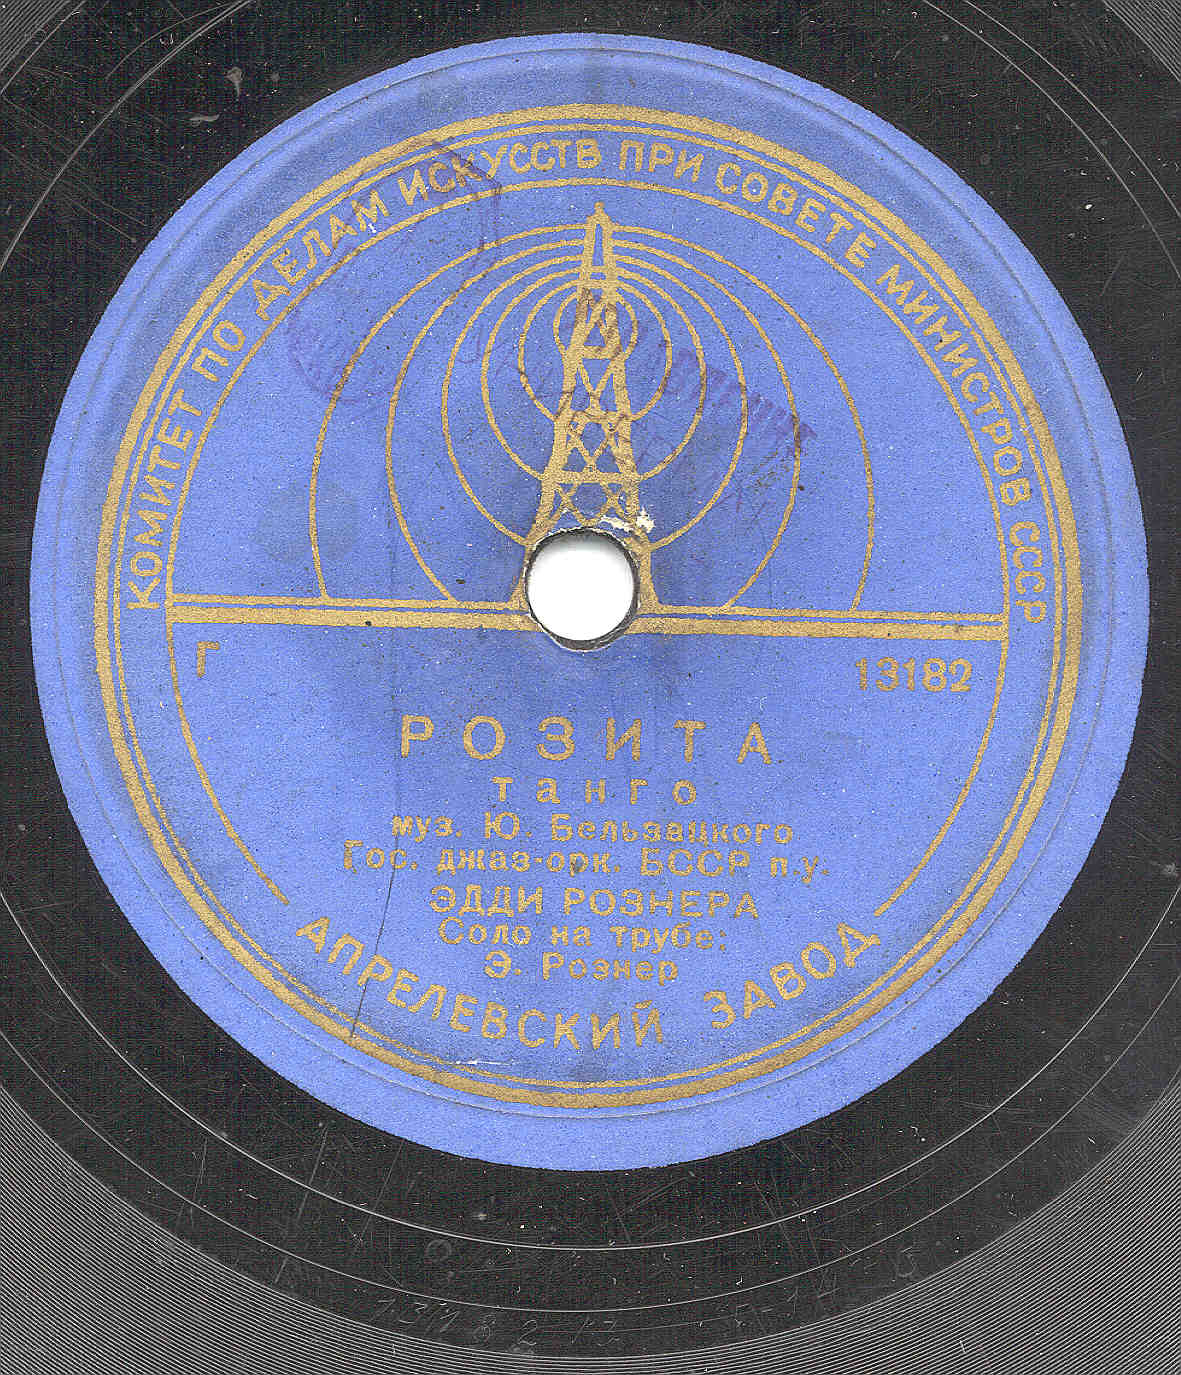 КОМИТЕТ ПО ДЕЛАМ ИСКУССТВ ПРИ СОВЕТЕ МИНИСТРОВ СССР
Г 13182
РОЗИТА
танго
муз. Ю. Бельзацкого
Гос. джаз-орк. БССР п.у.
ЭДДИ РОЗНЕРА
Соло на трубе:
Э. Рознер
АПРЕЛЕВСКИЙ ЗАВОД